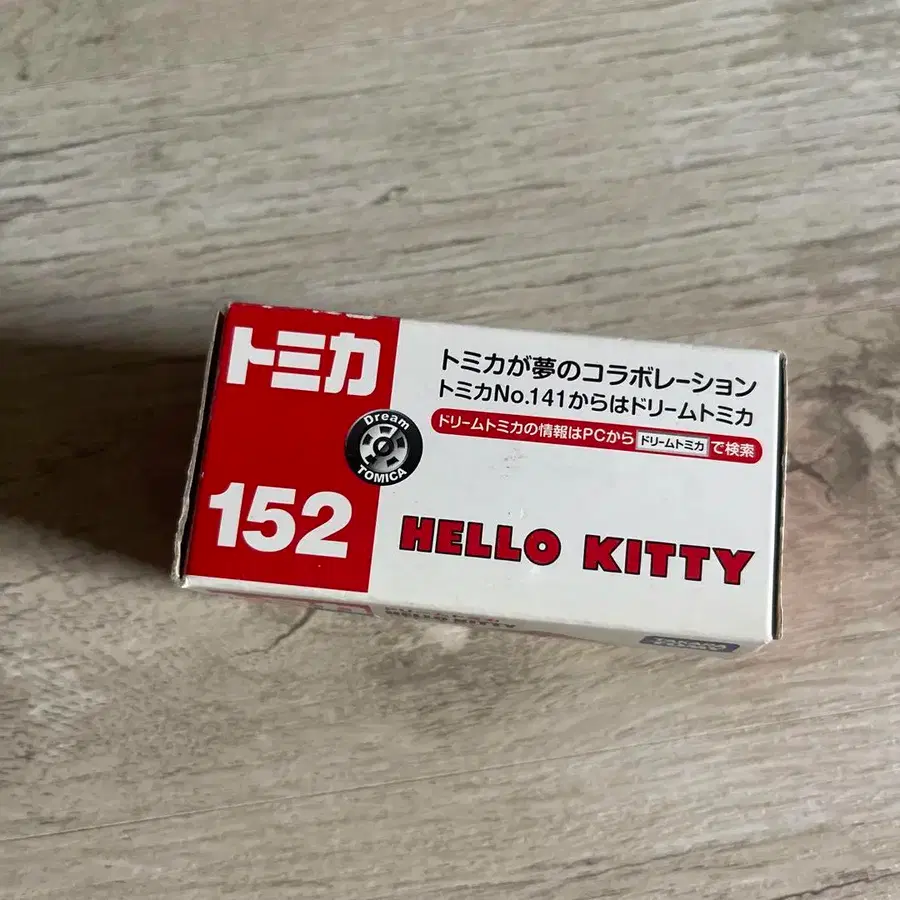 トミカ
Dream
TOMICA
152
トミカが夢のコラボレーション
トミカNo.141からはドリームトミカ
ドリームトミカの情報はPCから ドリームトミカ で検索
HELLO KITTY